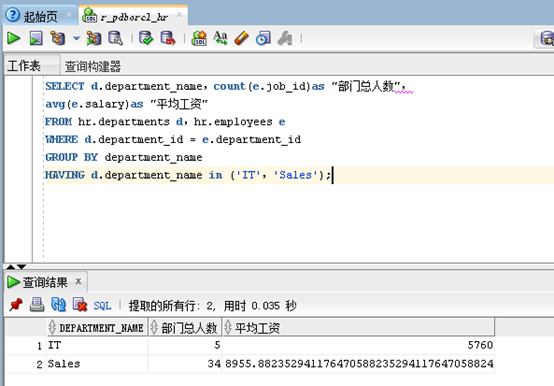 起始页 r_pdborcl_hr
SQL
工作表 查询构建器
SELECT d.department_name，count(e.job_id)as "部门总人数"，
avg(e.salary)as "平均工资"
FROM hr.departments d，hr.employees e
WHERE d.department_id = e.department_id
GROUP BY department_name
HAVING d.department_name in ('IT'，'Sales');
查询结果 x
SQL | 提取的所有行: 2, 用时 0.035 秒
DEPARTMENT_NAME 部门总人数 平均工资
1 IT 5 5760
2 Sales 34 8955.882352941176470588235294117647058824